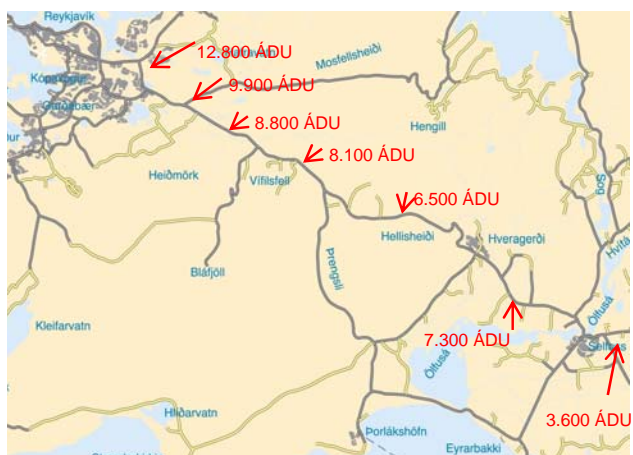 Reykjavík
12.800 ÁDU
Mosfellsheiði
Kópavogur
9.900 ÁDU
Garðabær
8.800 ÁDU
Hengill
8.100 ÁDU
Heiðmörk
Vífilsfell
Sog
6.500 ÁDU
Hellisheiði
Hveragerði
Hvítá
Bláfjöll
Þrengsli
Ölfusá
Kleifarvatn
7.300 ÁDU
Selfoss
Ölfusá
Hlíðarvatn
3.600 ÁDU
Þorlákshöfn
Eyrarbakki